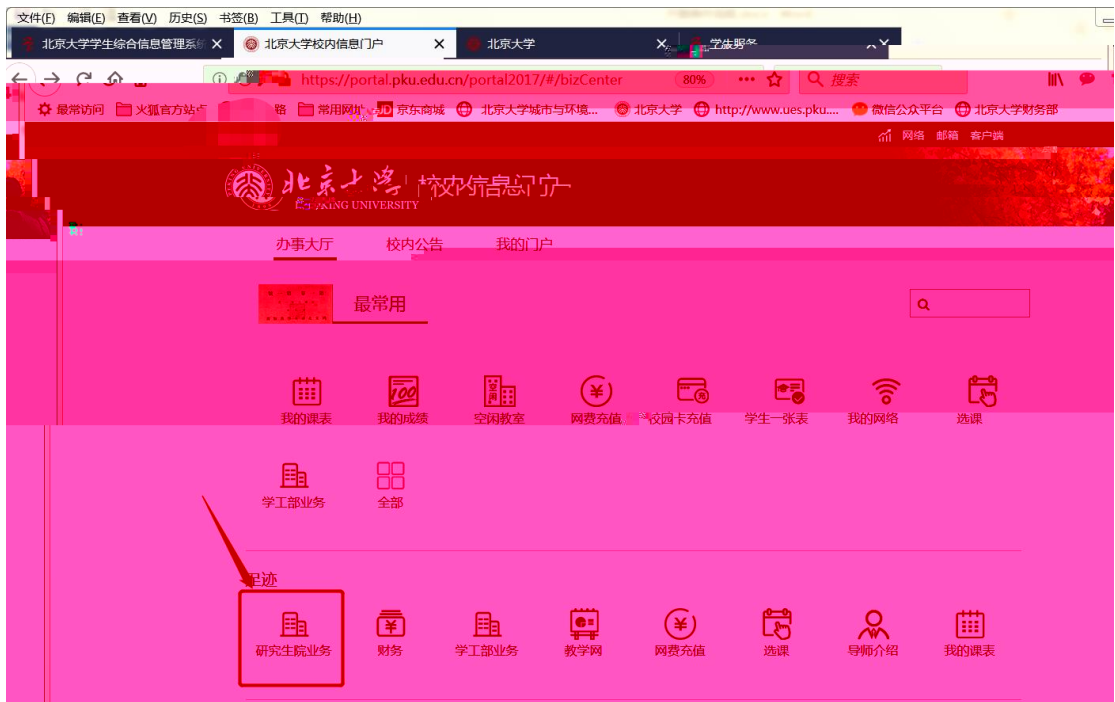 文件(F) 编辑(E) 查看(V) 历史(S) 书签(B) 工具(T) 帮助(H)
北京大学学生综合信息管理系统 北京大学校内信息门户 北京大学
https://portal.pku.edu.cn/portal2017/#/bizCenter 80% 搜索
最常访问 火狐官方站点 常用网址 JD 京东商城 北京大学城市与环境... 北京大学 http://www.ues.pku.... 微信公众平台 北京大学财务部
网络 邮箱 客户端
北京大学 校内信息门户
PEKING UNIVERSITY
办事大厅 校内公告 我的门户
最常用
我的课表 我的成绩 空闲教室 网费充值 校园卡充值 学生一张表 我的网络 选课
学工部业务 全部
足迹
研究生院业务 财务 学工部业务 教学网 网费充值 选课 导师介绍 我的课表